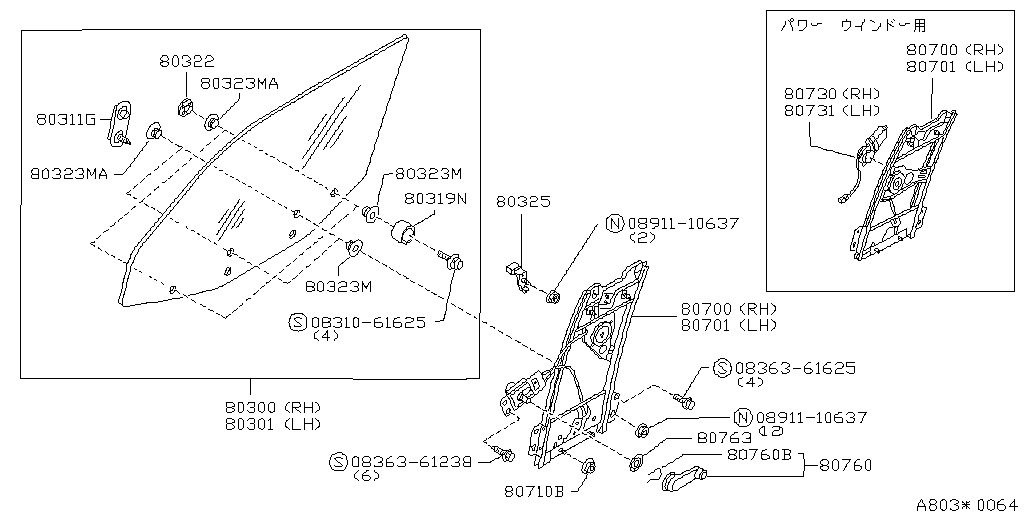 パワー ウインドー用
80700 (RH)
80701 (LH)
80730 (RH)
80731 (LH)
80322
80323MA
80311G
80323MA
80323M
80319N
80323M
S 08310-61625
(4)
80300 (RH)
80301 (LH)
80325
N 08911-10637
(2)
80700 (RH)
80701 (LH)
S 08363-61625
(4)
N 08911-10637
(12)
80763
80760B
80760
S 08363-61238
(6)
80710B
A803* 0064